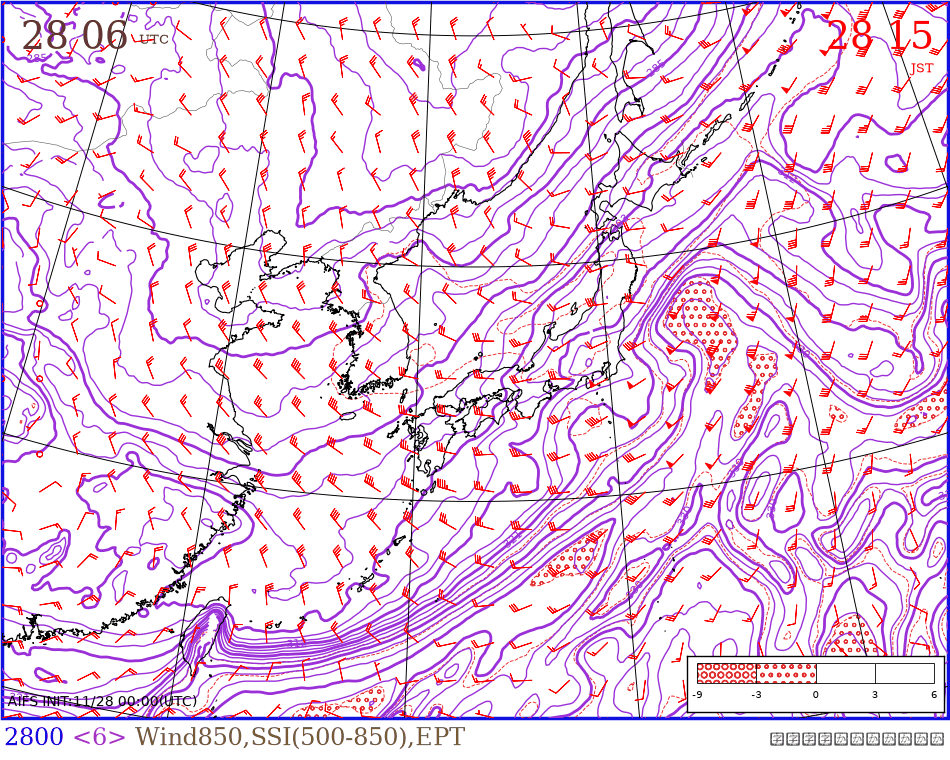 28 06 UTC
28 15
JST
-9 -3 0 3 6
AIFS INIT:11/28 00:00(UTC)
2800 <6> Wind850,SSI(500-850),EPT